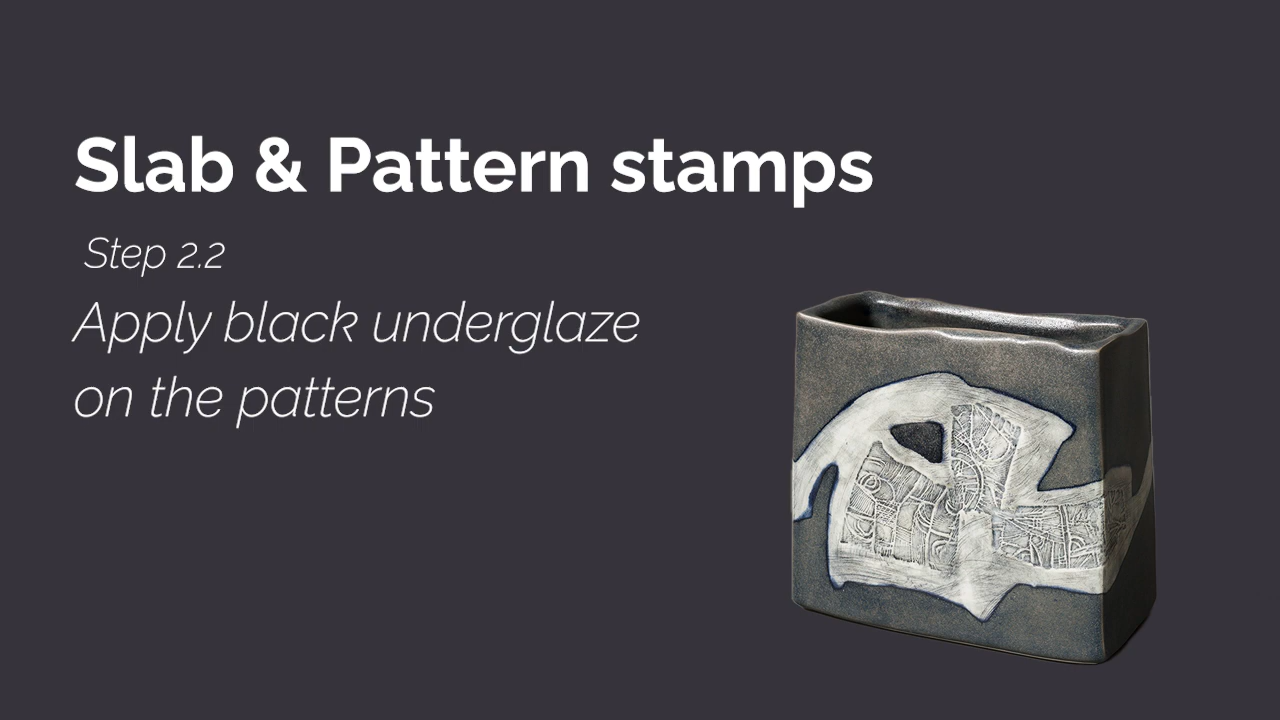 Slab & Pattern stamps
Step 2.2
Apply black underglaze
on the patterns